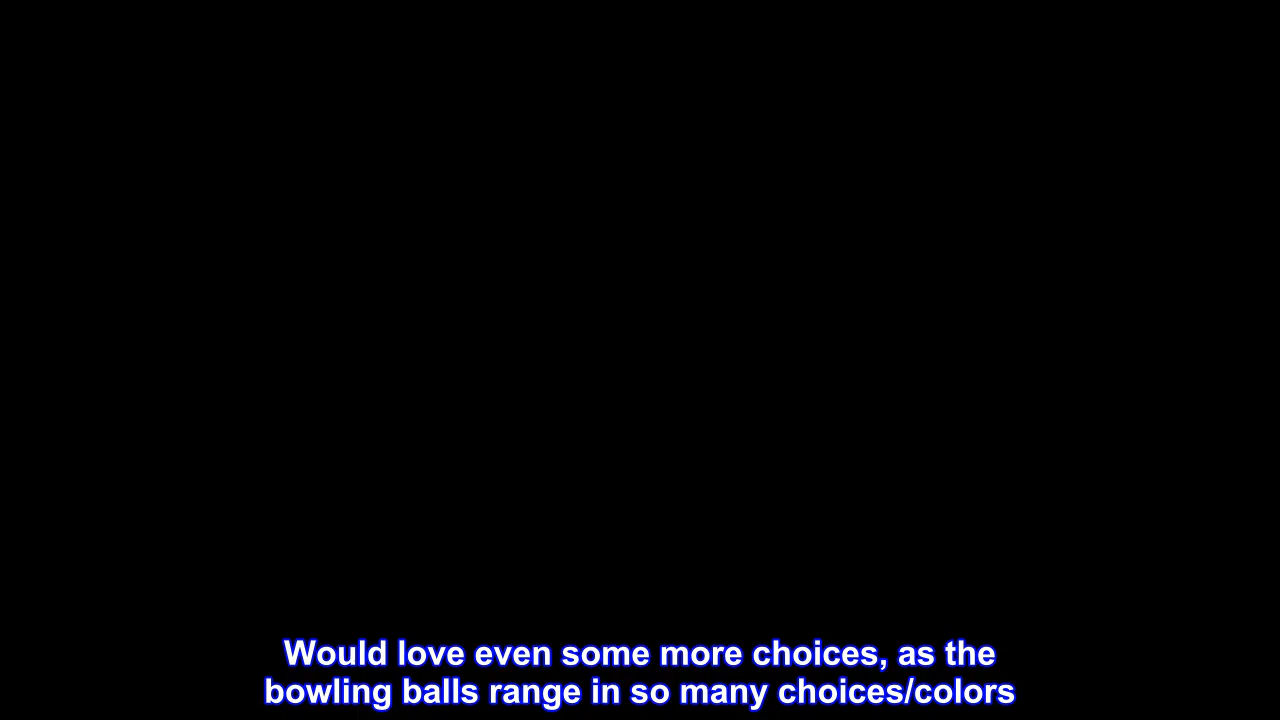 Would love even some more choices, as the
bowling balls range in so many choices/colors